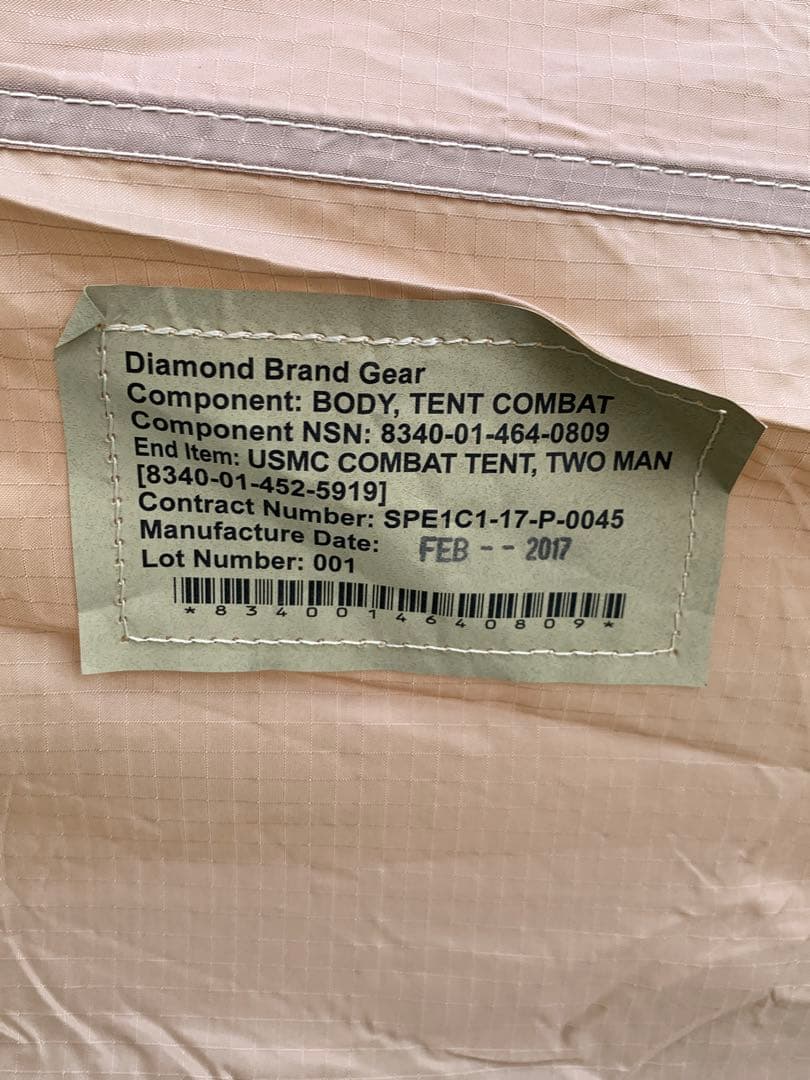 Diamond Brand Gear
Component: BODY, TENT COMBAT
Component NSN: 8340-01-464-0809
End Item: USMC COMBAT TENT, TWO MAN
[8340-01-452-5919]
Contract Number: SPE1C1-17-P-0045
Manufacture Date: FEB -- 2017
Lot Number: 001
*8340014640809*